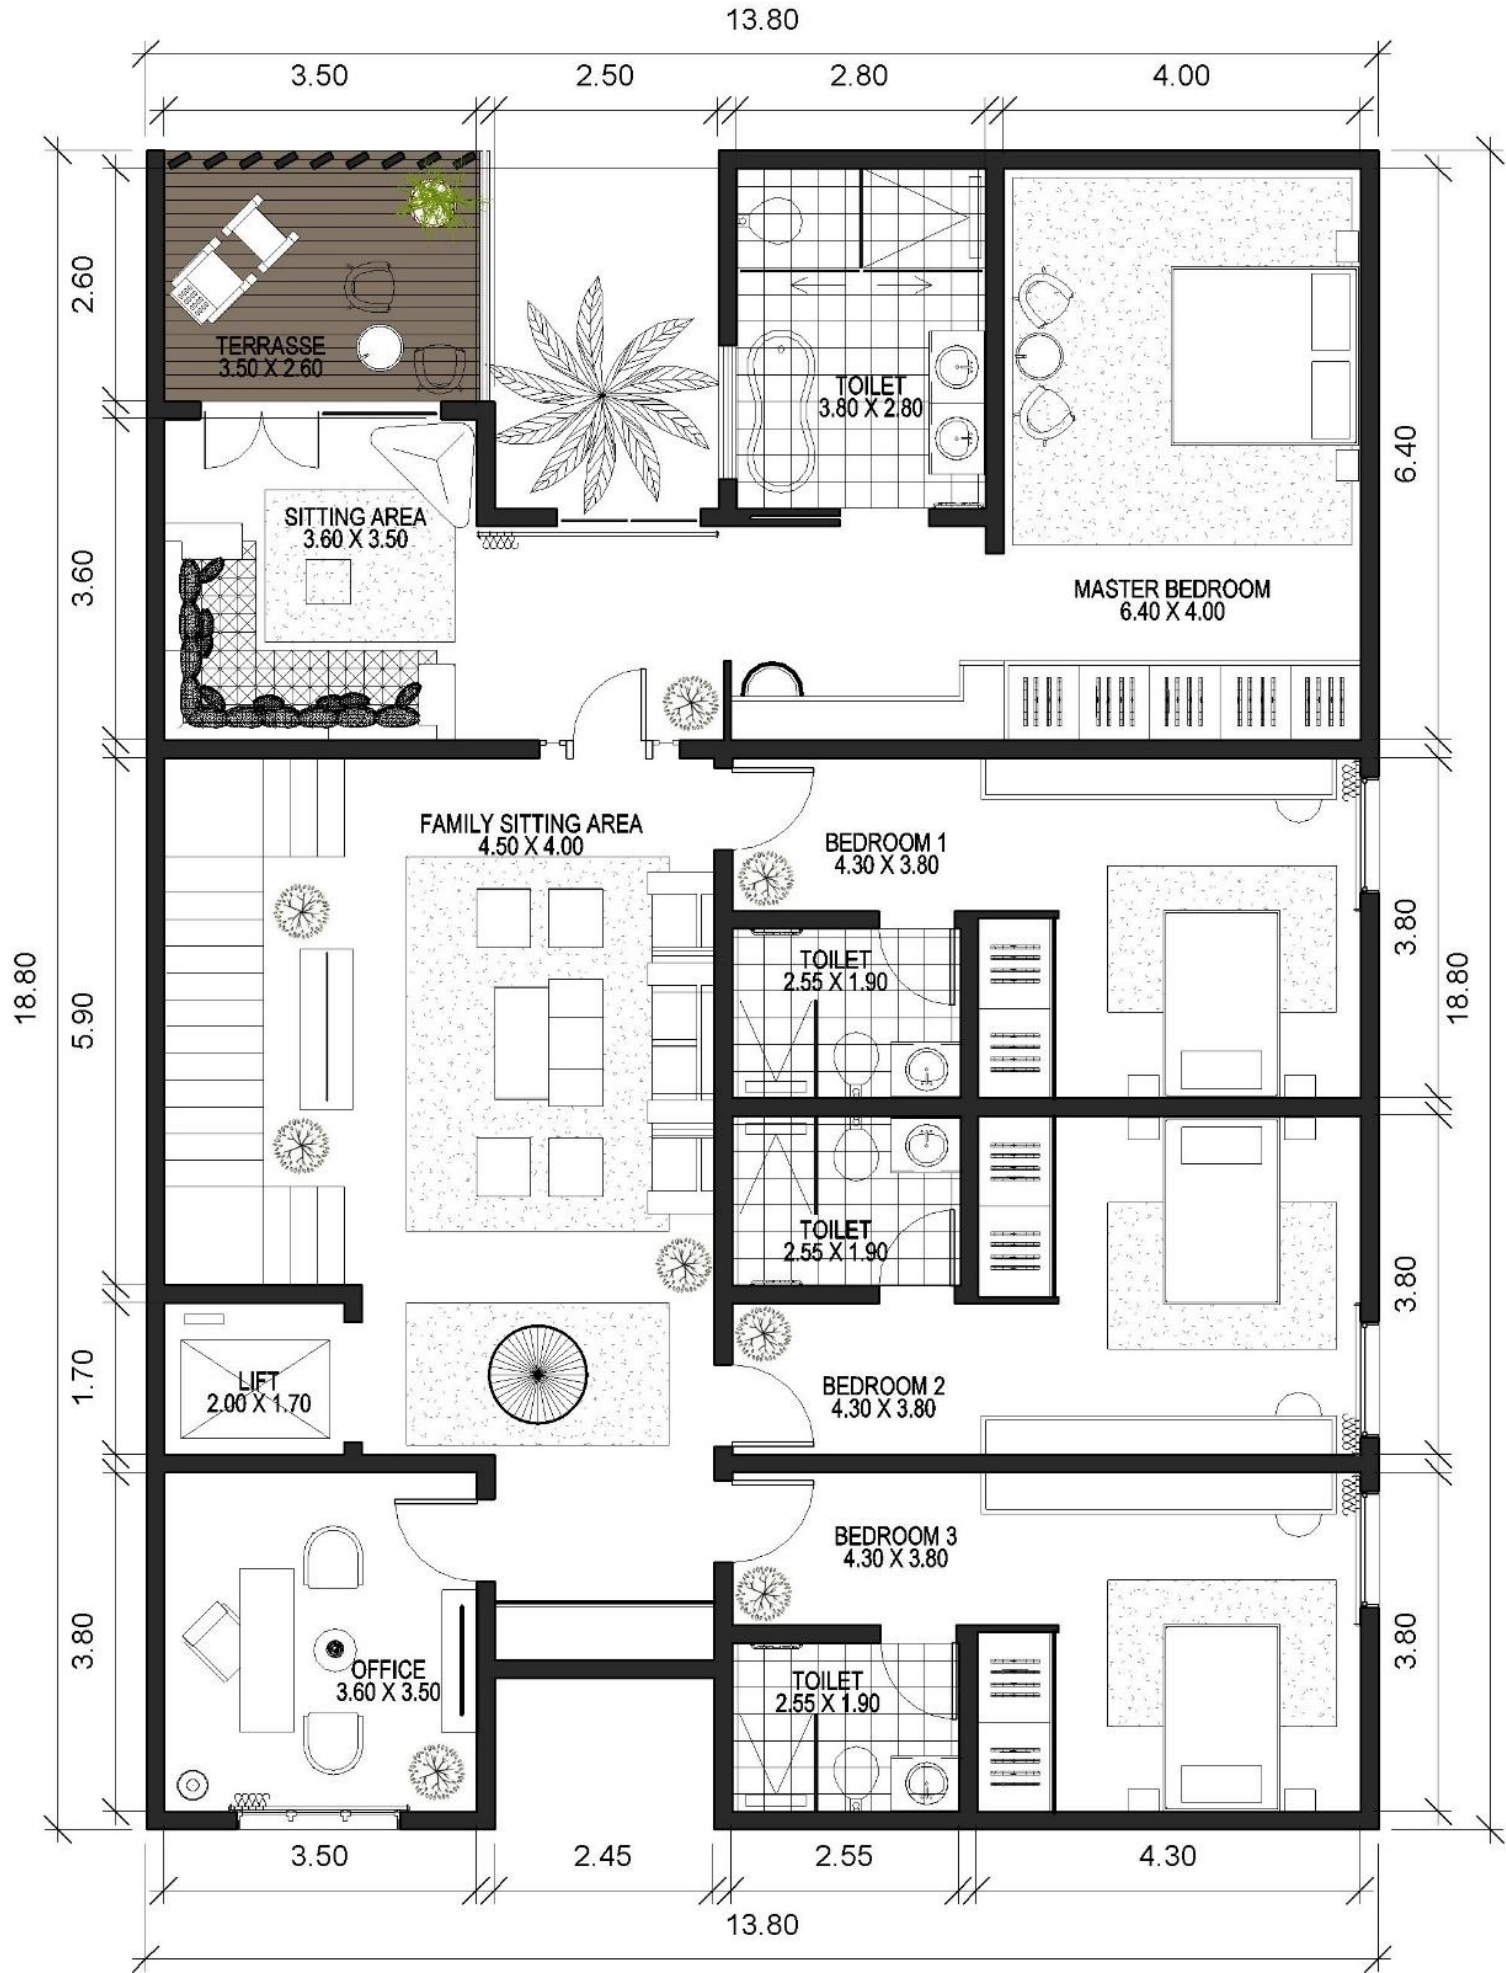 13.80
3.50
2.50
2.80
4.00
2.60
TERRASSE
3.50 X 2.60
TOILET
3.80 X 2.80
6.40
SITTING AREA
3.60 X 3.50
3.60
MASTER BEDROOM
6.40 X 4.00
FAMILY SITTING AREA
4.50 X 4.00
BEDROOM 1
4.30 X 3.80
3.80
18.80
5.90
TOILET
2.55 X 1.90
18.80
TOILET
2.55 X 1.90
3.80
1.70
LIFT
2.00 X 1.70
BEDROOM 2
4.30 X 3.80
BEDROOM 3
4.30 X 3.80
3.80
OFFICE
3.60 X 3.50
TOILET
2.55 X 1.90
3.80
3.50
2.45
2.55
4.30
13.80